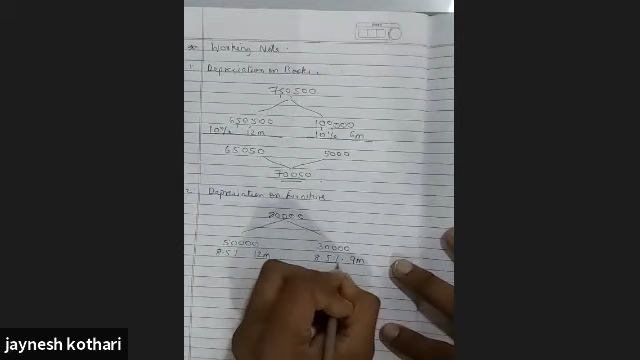 * Working Note.
1. Depreciation on Books.
750500
650500 100000
10% 12m 10% 6m
65050 5000
70050
2. Depreciation on Furniture
80000
50000 30000
8.5% 12m 8.5% 9m
jaynesh kothari